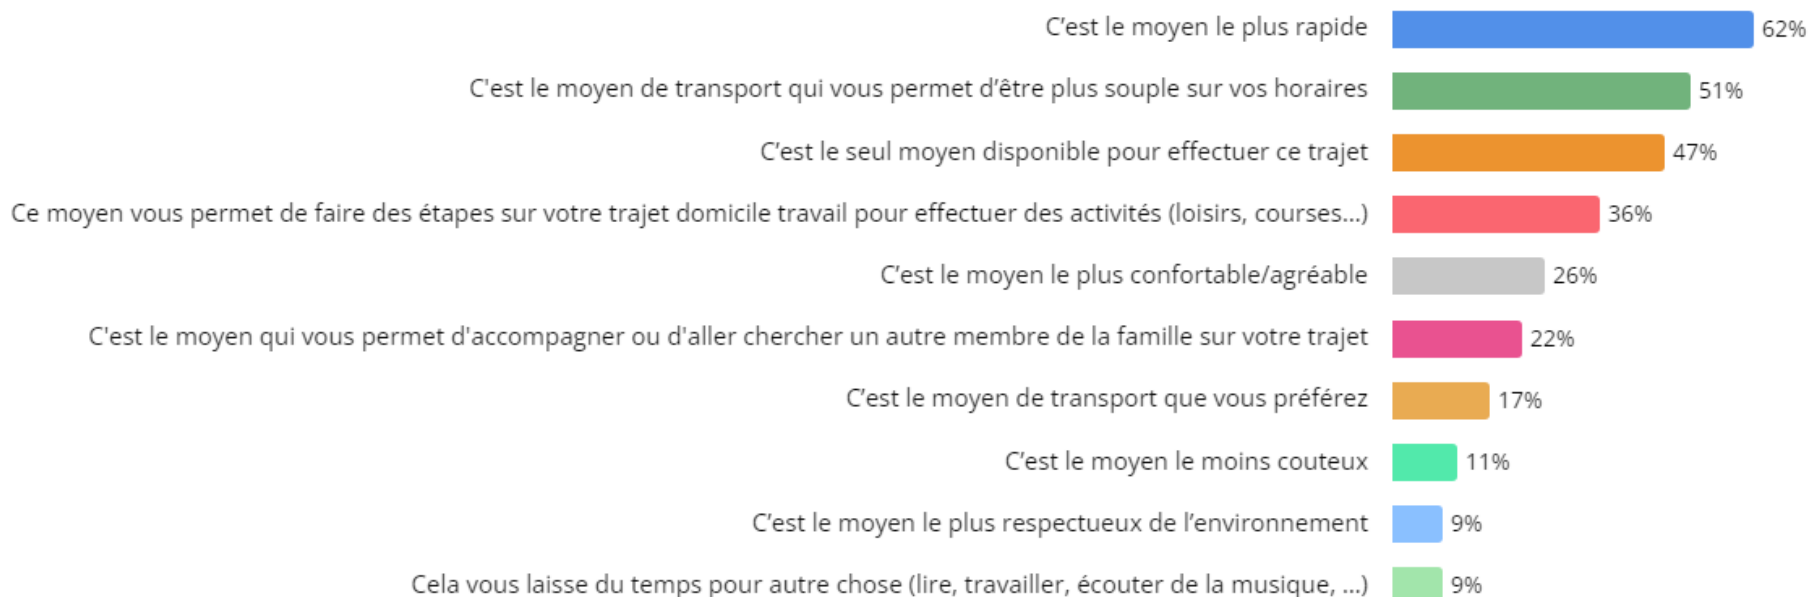 C’est le moyen le plus rapide 62%
C'est le moyen de transport qui vous permet d’être plus souple sur vos horaires 51%
C’est le seul moyen disponible pour effectuer ce trajet 47%
Ce moyen vous permet de faire des étapes sur votre trajet domicile travail pour effectuer des activités (loisirs, courses...) 36%
C’est le moyen le plus confortable/agréable 26%
C'est le moyen qui vous permet d'accompagner ou d'aller chercher un autre membre de la famille sur votre trajet 22%
C’est le moyen de transport que vous préférez 17%
C’est le moyen le moins couteux 11%
C’est le moyen le plus respectueux de l’environnement 9%
Cela vous laisse du temps pour autre chose (lire, travailler, écouter de la musique, ...) 9%